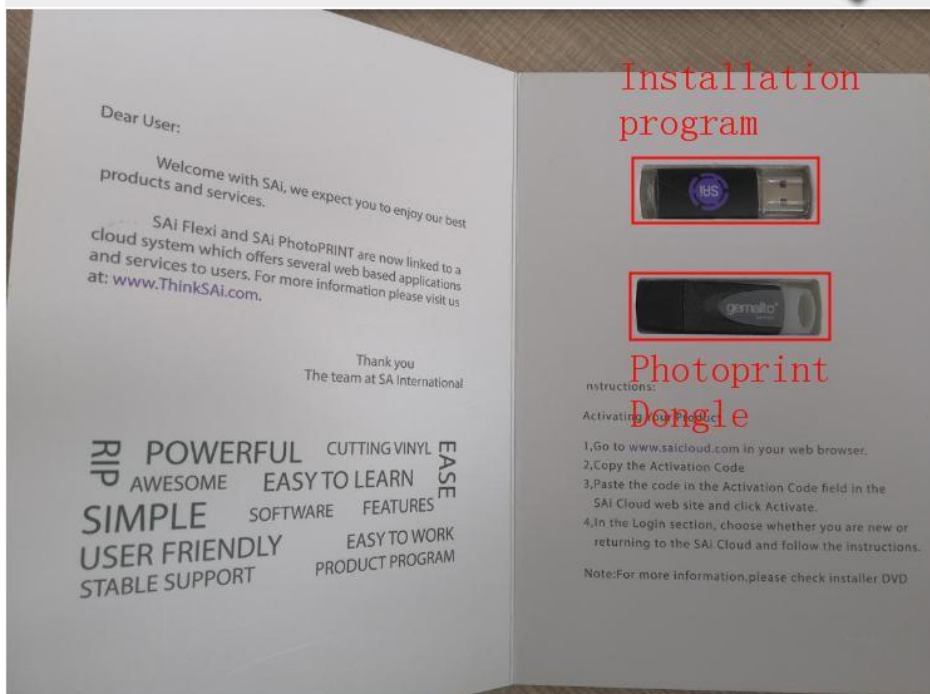 Dear User:
Welcome with SAi, we expect you to enjoy our best
products and services.
SAi Flexi and SAi PhotoPRINT are now linked to a
cloud system which offers several web based applications
and services to users. For more information please visit us
at: www.ThinkSAi.com.
Thank you
The team at SA International
RIP
POWERFUL
CUTTING VINYL
EASE
AWESOME
EASY TO LEARN
SIMPLE
SOFTWARE
FEATURES
USER FRIENDLY
EASY TO WORK
STABLE SUPPORT
PRODUCT PROGRAM
Installation
program
SAi
gemalto
Photoprint
Dongle
nstructions:
Activating Your Product
1,Go to www.saicloud.com in your web browser.
2,Copy the Activation Code
3,Paste the code in the Activation Code field in the
SAi Cloud web site and click Activate.
4,In the Login section, choose whether you are new or
returning to the SAi Cloud and follow the instructions.
Note:For more information,please check installer DVD